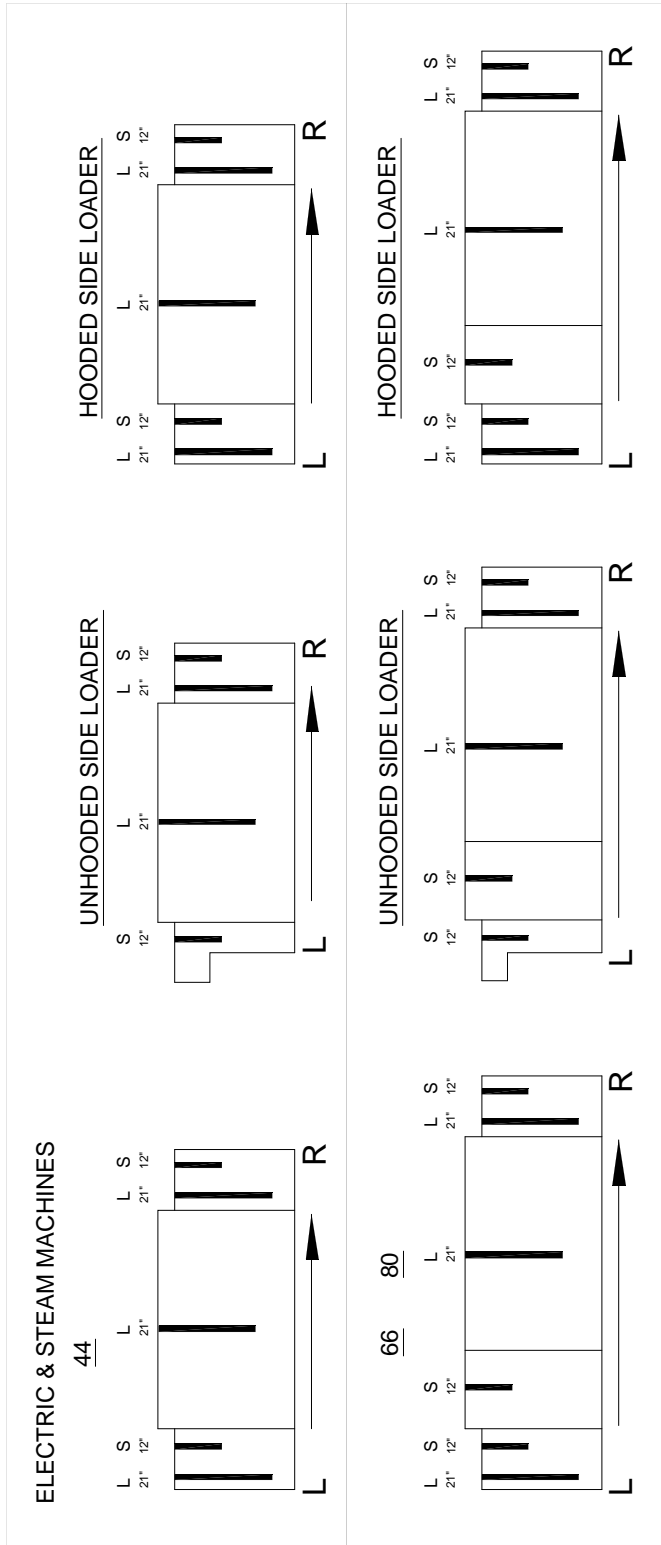 ELECTRIC & STEAM MACHINES
44 UNHOODED SIDE LOADER HOODED SIDE LOADER
L S L L S S L L S L S L L S
21" 12" 21" 21" 12" 12" 21" 21" 12" 21" 12" 21" 21" 12"
L R L R L R
66 80 UNHOODED SIDE LOADER HOODED SIDE LOADER
L S S L L S S S L L S L S S L L S
21" 12" 12" 21" 21" 12" 12" 12" 21" 21" 12" 21" 12" 12" 21" 21" 12"
L R L R L R